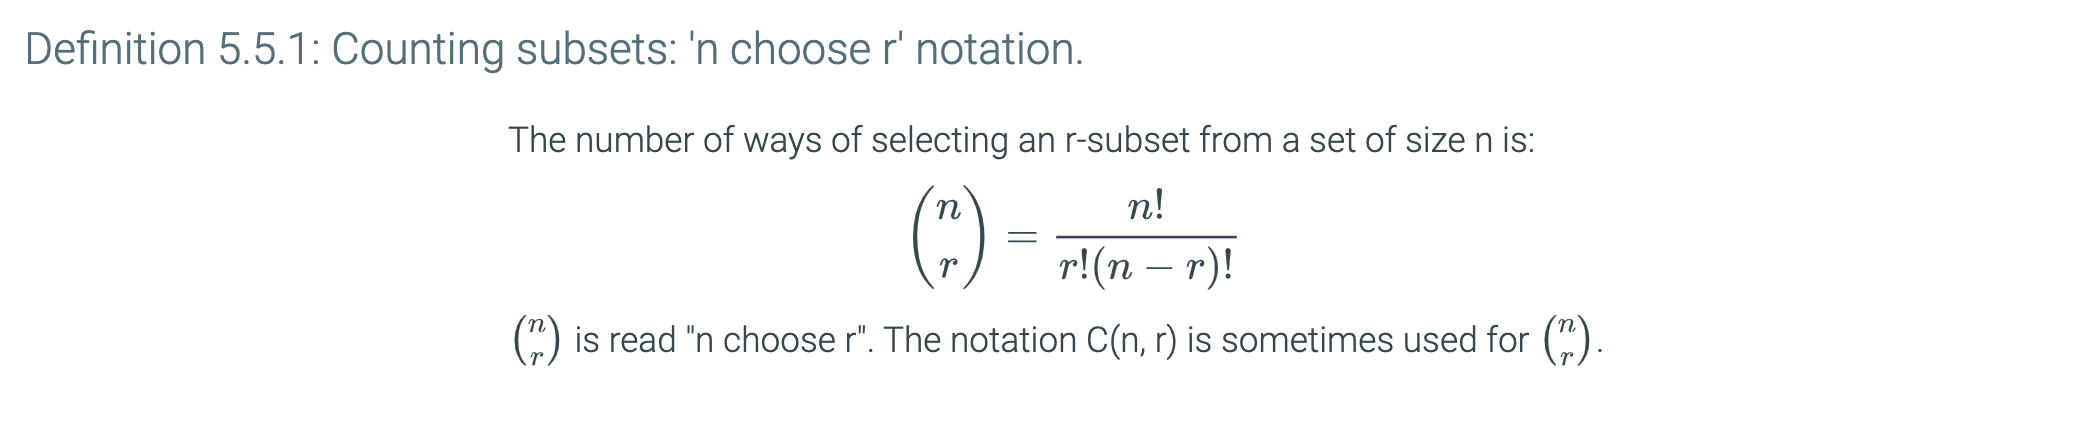 Definition 5.5.1: Counting subsets: 'n choose r' notation.
The number of ways of selecting an r-subset from a set of size n is:
$$\binom{n}{r} = \frac{n!}{r!(n-r)!}$$
$\binom{n}{r}$ is read "n choose r". The notation C(n, r) is sometimes used for $\binom{n}{r}$.